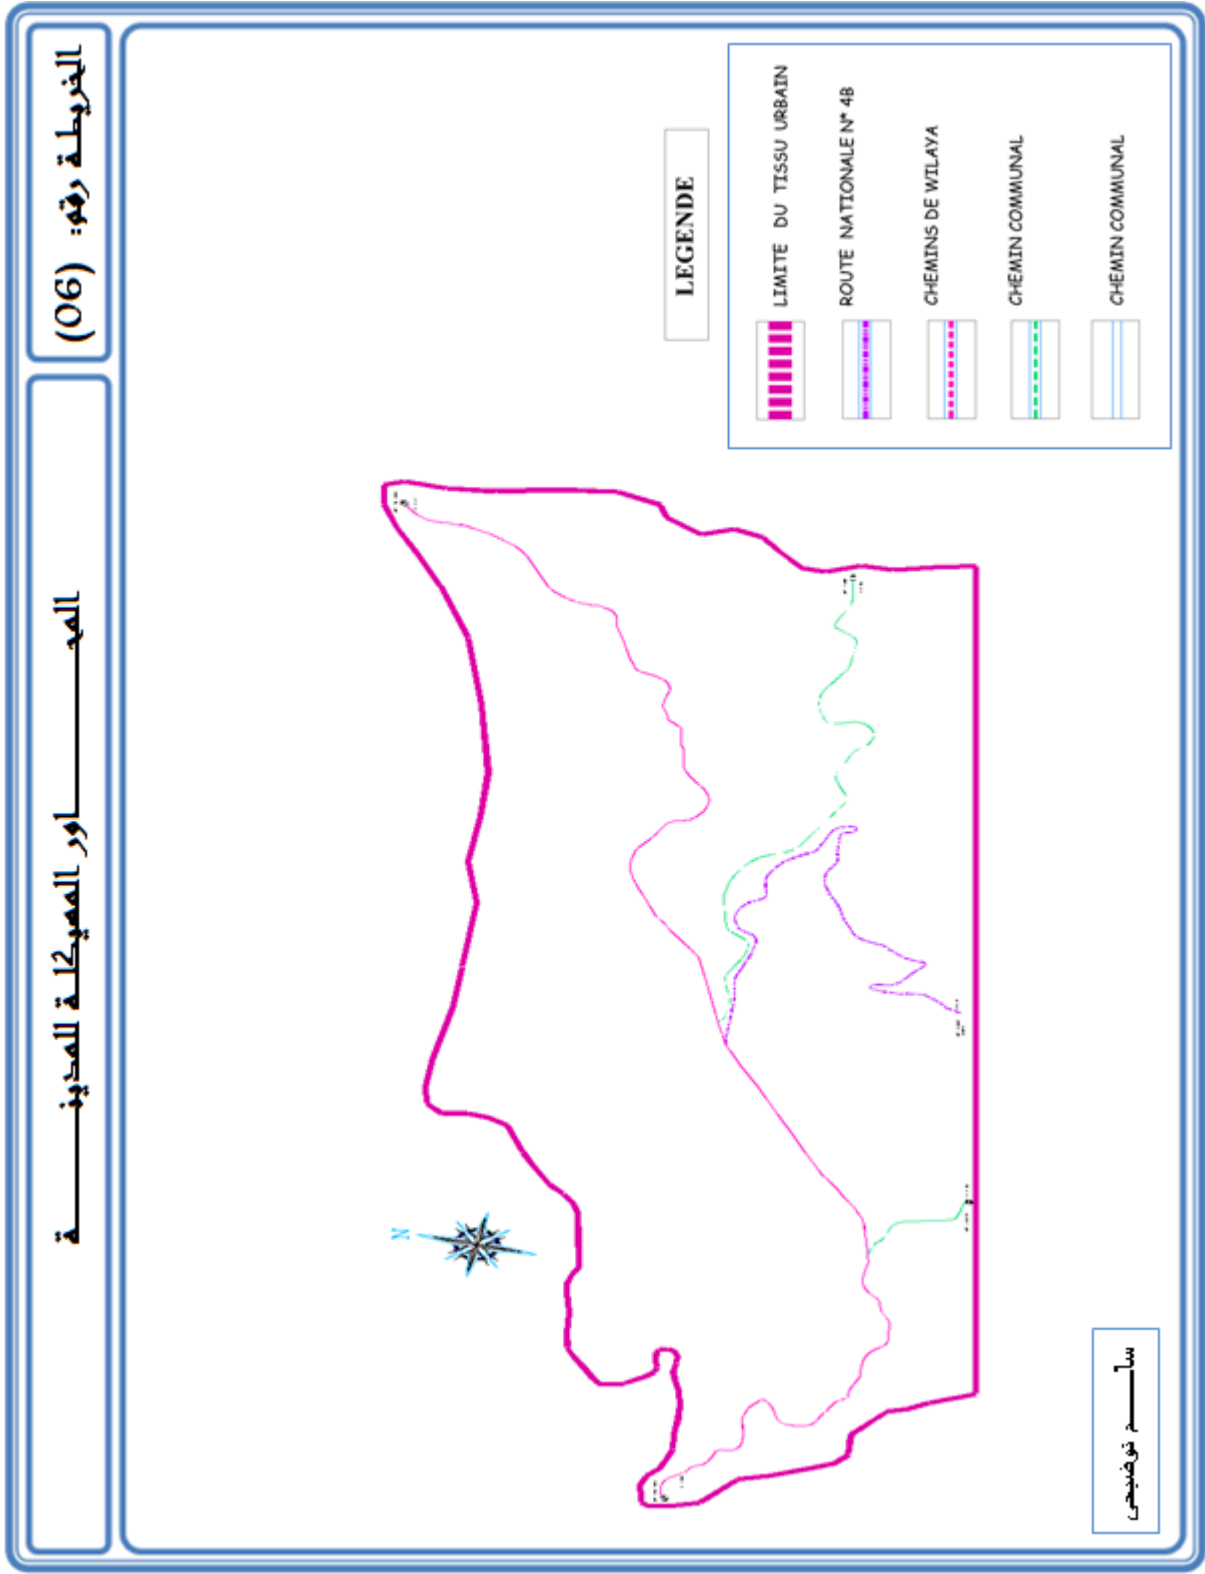 الخريطة رقم: (06)
المحاور المهيكلة للمدينة
LEGENDE
LIMITE DU TISSU URBAIN
ROUTE NATIONALE N° 4B
CHEMINS DE WILAYA
CHEMIN COMMUNAL
CHEMIN COMMUNAL
N
سلم توضيحي